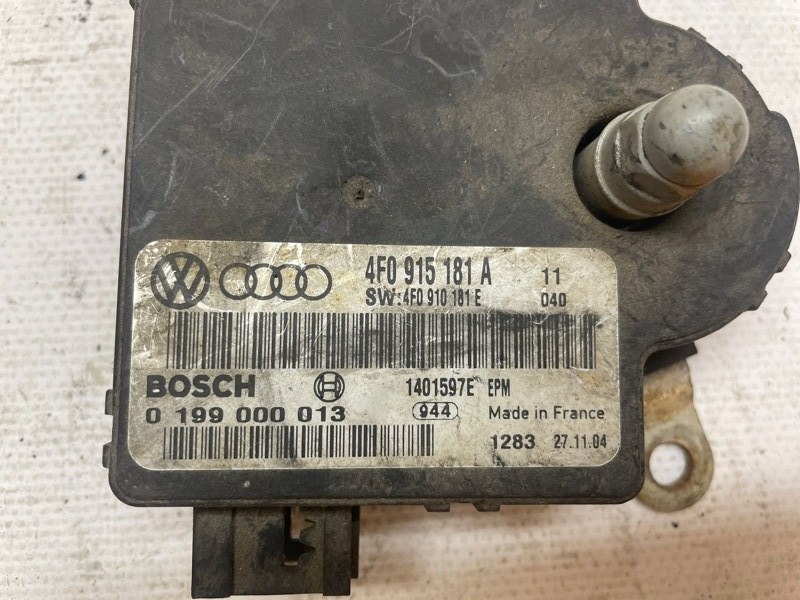 4F0 915 181 A 11
SW:4F0 910 181 E 040
BOSCH 1401597E EPM
0 199 000 013 944 Made in France
1283 27.11.04